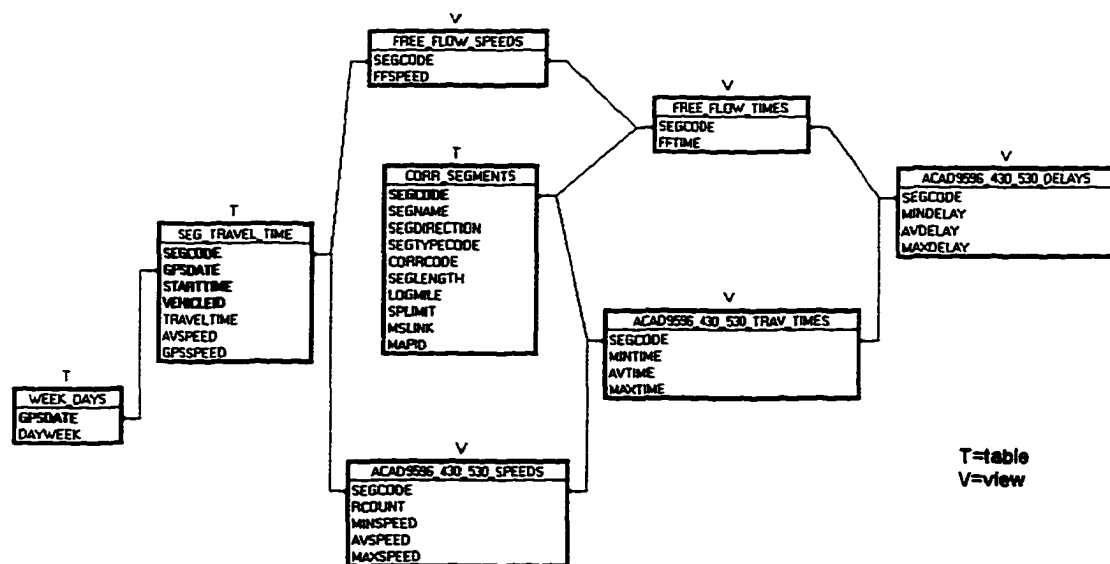 V
FREE_FLOW_SPEEDS
SEGCODE
FFSPEED
V
FREE_FLOW_TIMES
SEGCODE
FFTIME
T
CORR_SEGMENTS
SEGCODE
SEGNAME
SEGDIRECTION
SEGTYPECODE
CORRCODE
SEGLENGTH
LOGMILE
SPLIMIT
MSLINK
MAPID
V
ACAD9596_430_530_DELAYS
SEGCODE
MINDELAY
AVDELAY
MAXDELAY
T
SEG_TRAVEL_TIME
SEGCODE
GPSDATE
STARTTIME
VEHICLEID
TRAVELTIME
AVSPEED
GPSSPEED
V
ACAD9596_430_530_TRAV_TIMES
SEGCODE
MINTIME
AVTIME
MAXTIME
T
WEEK_DAYS
GPSDATE
DAYWEEK
V
ACAD9596_430_530_SPEEDS
SEGCODE
RCOUNT
MINSPEED
AVSPEED
MAXSPEED
T=table
V=view